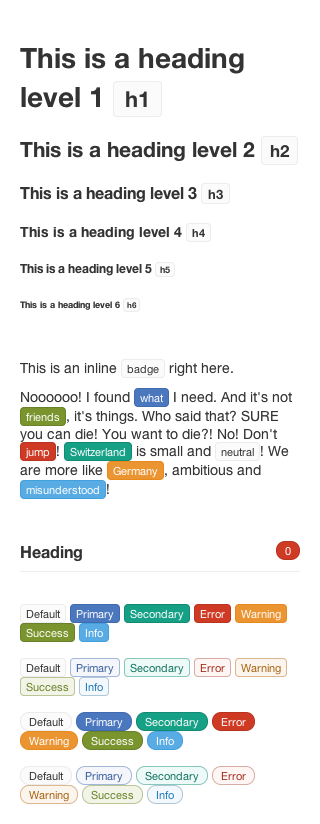 This is a heading
level 1 h1
This is a heading level 2 h2
This is a heading level 3 h3
This is a heading level 4 h4
This is a heading level 5 h5
This is a heading level 6 h6
This is an inline badge right here.
Noooooo! I found what I need. And it's not
friends, it's things. Who said that? SURE
you can die! You want to die?! No! Don't
jump! Switzerland is small and neutral! We
are more like Germany, ambitious and
misunderstood!
Heading 0
Default Primary Secondary Error Warning
Success Info
Default Primary Secondary Error Warning
Success Info
Default Primary Secondary Error
Warning Success Info
Default Primary Secondary Error
Warning Success Info